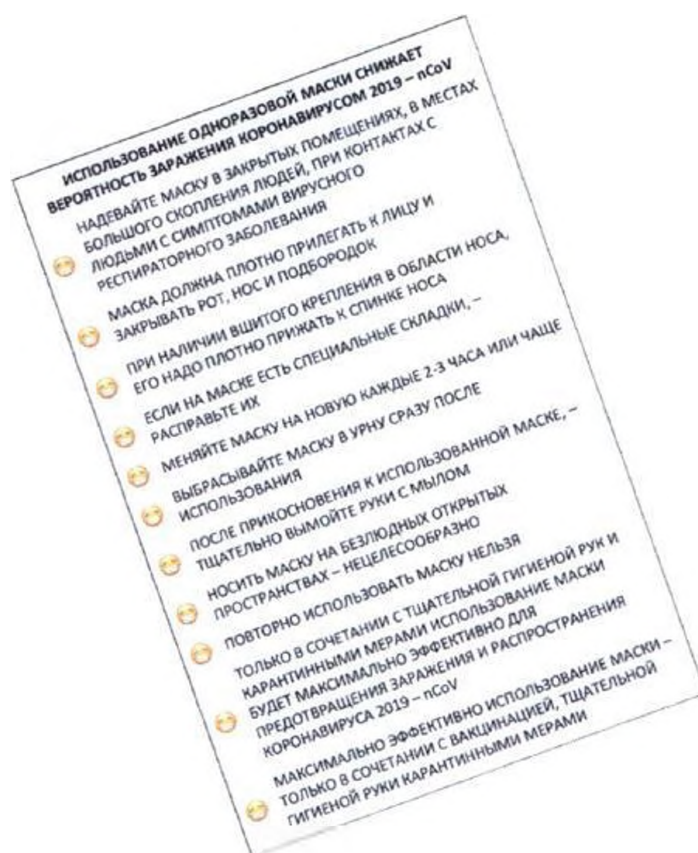 ИСПОЛЬЗОВАНИЕ ОДНОРАЗОВОЙ МАСКИ СНИЖАЕТ
ВЕРОЯТНОСТЬ ЗАРАЖЕНИЯ КОРОНАВИРУСОМ 2019 – nCoV
НАДЕВАЙТЕ МАСКУ В ЗАКРЫТЫХ ПОМЕЩЕНИЯХ, В МЕСТАХ
БОЛЬШОГО СКОПЛЕНИЯ ЛЮДЕЙ, ПРИ КОНТАКТАХ С
ЛЮДЬМИ С СИМПТОМАМИ ВИРУСНОГО
РЕСПИРАТОРНОГО ЗАБОЛЕВАНИЯ
МАСКА ДОЛЖНА ПЛОТНО ПРИЛЕГАТЬ К ЛИЦУ И
ЗАКРЫВАТЬ РОТ, НОС И ПОДБОРОДОК
ПРИ НАЛИЧИИ ВШИТОГО КРЕПЛЕНИЯ В ОБЛАСТИ НОСА,
ЕГО НАДО ПЛОТНО ПРИЖАТЬ К СПИНКЕ НОСА
ЕСЛИ НА МАСКЕ ЕСТЬ СПЕЦИАЛЬНЫЕ СКЛАДКИ, –
РАСПРАВЬТЕ ИХ
МЕНЯЙТЕ МАСКУ НА НОВУЮ КАЖДЫЕ 2-3 ЧАСА ИЛИ ЧАЩЕ
ВЫБРАСЫВАЙТЕ МАСКУ В УРНУ СРАЗУ ПОСЛЕ
ИСПОЛЬЗОВАНИЯ
ПОСЛЕ ПРИКОСНОВЕНИЯ К ИСПОЛЬЗОВАННОЙ МАСКЕ, –
ТЩАТЕЛЬНО ВЫМОЙТЕ РУКИ С МЫЛОМ
НОСИТЬ МАСКУ НА БЕЗЛЮДНЫХ ОТКРЫТЫХ
ПРОСТРАНСТВАХ – НЕЦЕЛЕСООБРАЗНО
ПОВТОРНО ИСПОЛЬЗОВАТЬ МАСКУ НЕЛЬЗЯ
ТОЛЬКО В СОЧЕТАНИИ С ТЩАТЕЛЬНОЙ ГИГИЕНОЙ РУК И
КАРАНТИННЫМИ МЕРАМИ ИСПОЛЬЗОВАНИЕ МАСКИ
БУДЕТ МАКСИМАЛЬНО ЭФФЕКТИВНО ДЛЯ
ПРЕДОТВРАЩЕНИЯ ЗАРАЖЕНИЯ И РАСПРОСТРАНЕНИЯ
КОРОНАВИРУСА 2019 – nCoV
МАКСИМАЛЬНО ЭФФЕКТИВНО ИСПОЛЬЗОВАНИЕ МАСКИ –
ТОЛЬКО В СОЧЕТАНИИ С ВАКЦИНАЦИЕЙ, ТЩАТЕЛЬНОЙ
ГИГИЕНОЙ РУКИ КАРАНТИННЫМИ МЕРАМИ